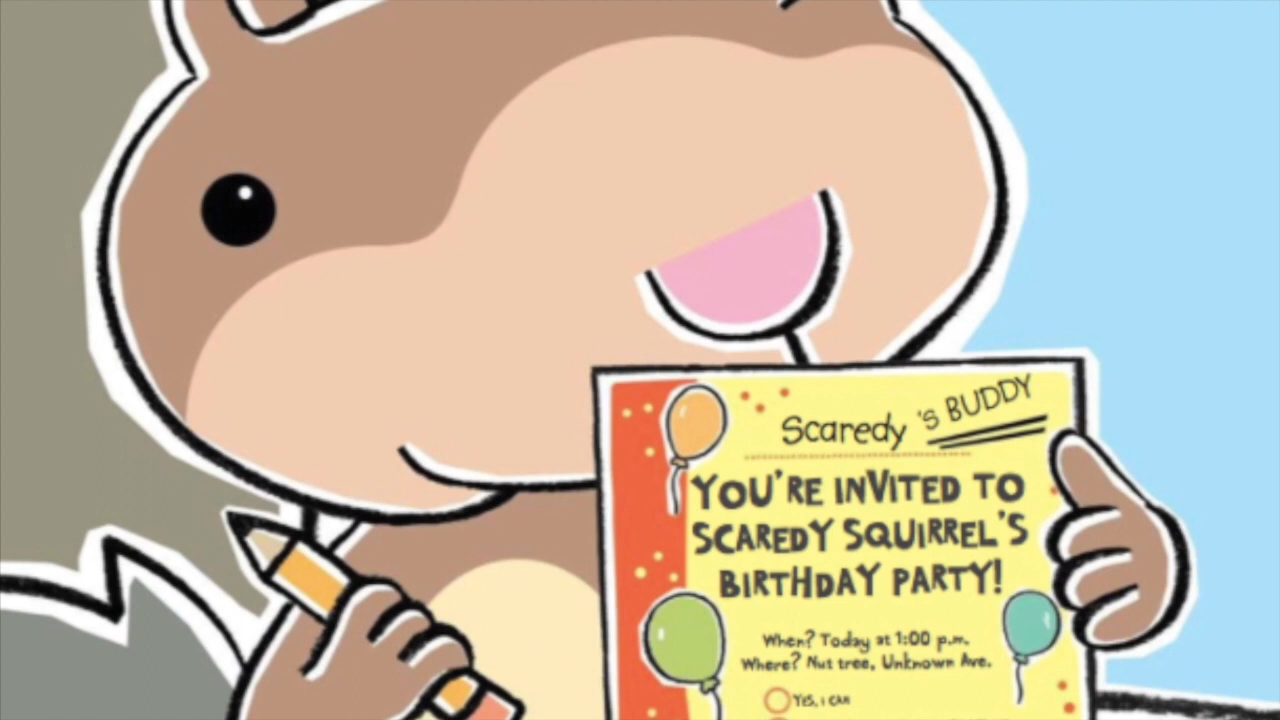 Scaredy 's BUDDY
YOU'RE INVITED TO
SCAREDY SQUIRREL'S
BIRTHDAY PARTY!
When? Today at 1:00 p.m.
Where? Nut tree, Unknown Ave.
YES, I CAN